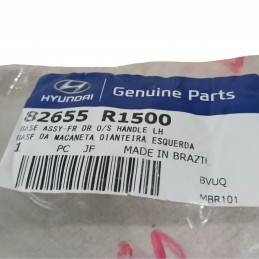 HYUNDAI
Genuine Parts
82655 R1500
BASE ASSY-FR DR O/S HANDLE LH
BASE DA MACANETA DIANTEIRA ESQUERDA
1 PC JF MADE IN BRAZI
BVUQ
MBR101